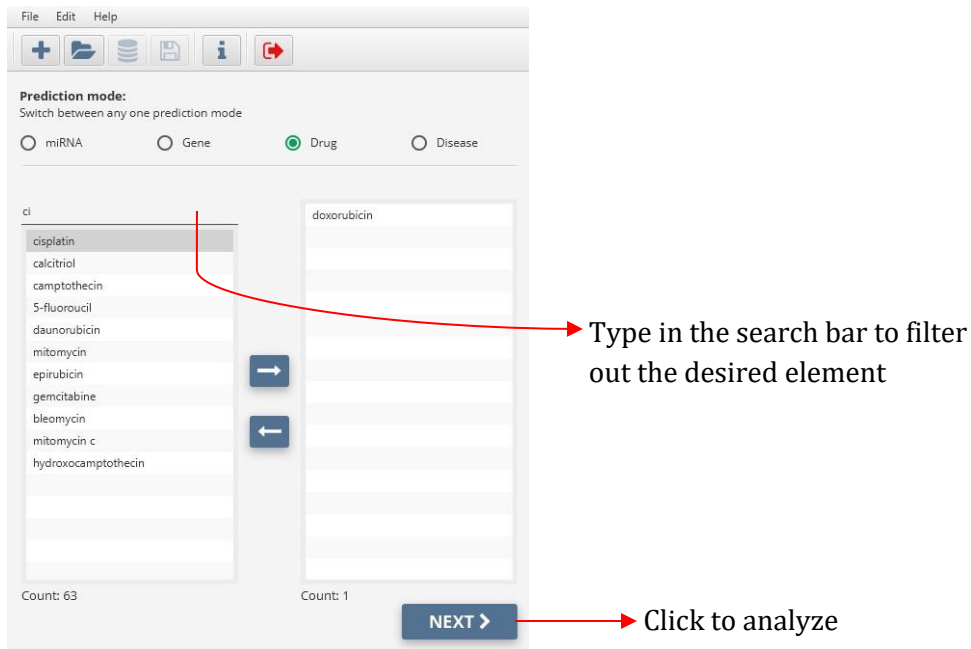 File Edit Help
Prediction mode:
Switch between any one prediction mode
miRNA Gene Drug Disease
ci
doxorubicin
cisplatin
calcitriol
camptothecin
5-fluoroucil
daunorubicin
mitomycin
epirubicin
gemcitabine
bleomycin
mitomycin c
hydroxocamptothecin
Type in the search bar to filter
out the desired element
Count: 63
Count: 1
NEXT
Click to analyze